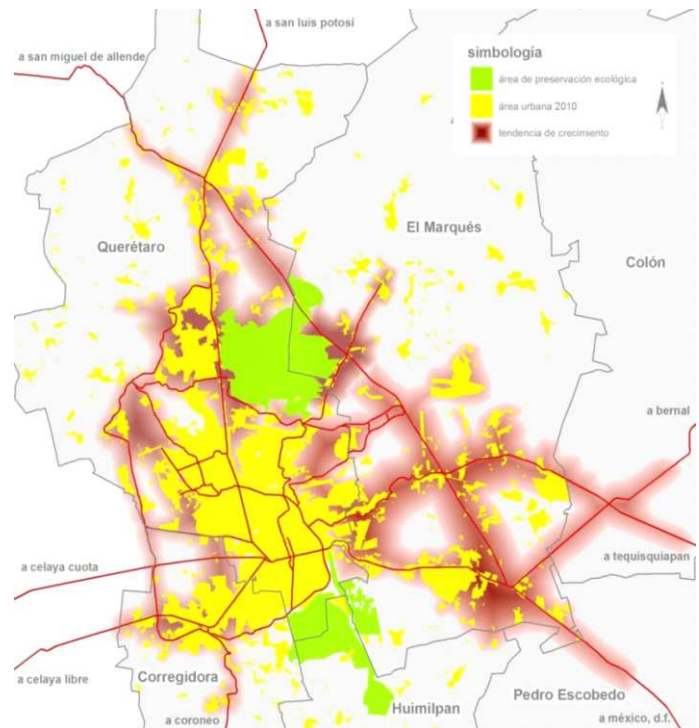 a san luis potosí
a san miguel de allende
simbología
área de preservación ecológica
área urbana 2010
tendencia de crecimiento
El Marqués
Querétaro
Colón
a bernal
a tequisquiapan
a celaya cuota
a celaya libre
Corregidora
Pedro Escobedo
Huimilpan
a coroneo
a méxico, d.f.